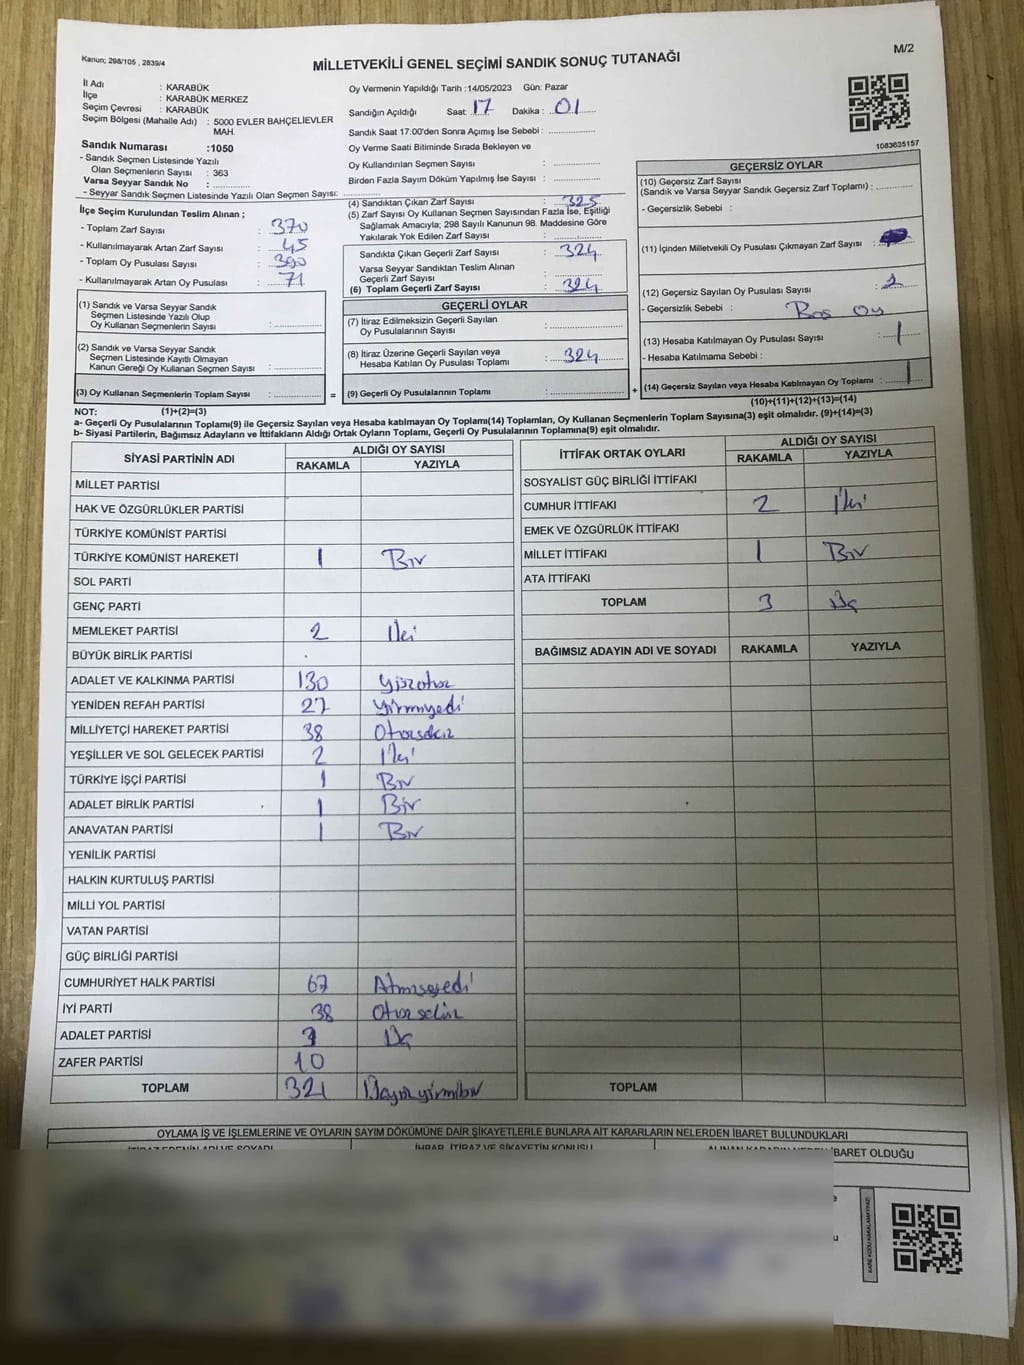 Kanun; 298/105 , 2839/4
M/2
MİLLETVEKİLİ GENEL SEÇİMİ SANDIK SONUÇ TUTANAĞI
İl Adı : KARABÜK
İlçe : KARABÜK MERKEZ
Seçim Çevresi : KARABÜK
Seçim Bölgesi (Mahalle Adı) : 5000 EVLER BAHÇELİEVLER MAH.
Sandık Numarası :1050
- Sandık Seçmen Listesinde Yazılı
Olan Seçmenlerin Sayısı : 363
Varsa Seyyar Sandık No :
- Seyyar Sandık Seçmen Listesinde Yazılı Olan Seçmen Sayısı:
Oy Vermenin Yapıldığı Tarih :14/05/2023 Gün: Pazar
Sandığın Açıldığı Saat: 17 Dakika : 01
Sandık Saat 17:00'den Sonra Açımış İse Sebebi :
Oy Verme Saati Bitiminde Sırada Bekleyen ve
Oy Kullandırılan Seçmen Sayısı :
Birden Fazla Sayım Döküm Yapılmış İse Sayısı :
1083635157
İlçe Seçim Kurulundan Teslim Alınan ;
- Toplam Zarf Sayısı : 370
- Kullanılmayarak Artan Zarf Sayısı : 45
- Toplam Oy Pusulası Sayısı : 390
- Kullanılmayarak Artan Oy Pusulası : 71
(4) Sandıktan Çıkan Zarf Sayısı : 325
(5) Zarf Sayısı Oy Kullanan Seçmen Sayısından Fazla İse, Eşitliği
Sağlamak Amacıyla; 298 Sayılı Kanunun 98. Maddesine Göre
Yakılarak Yok Edilen Zarf Sayısı :
Sandıkta Çıkan Geçerli Zarf Sayısı : 324
Varsa Seyyar Sandıktan Teslim Alınan
Geçerli Zarf Sayısı :
(6) Toplam Geçerli Zarf Sayısı : 324
GEÇERSİZ OYLAR
(10) Geçersiz Zarf Sayısı
(Sandık ve Varsa Seyyar Sandık Geçersiz Zarf Toplamı) :
- Geçersizlik Sebebi :
(11) İçinden Milletvekili Oy Pusulası Çıkmayan Zarf Sayısı :
(12) Geçersiz Sayılan Oy Pusulası Sayısı :
- Geçersizlik Sebebi : Boş Oy
(13) Hesaba Katılmayan Oy Pusulası Sayısı : 1
- Hesaba Katılmama Sebebi :
(14) Geçersiz Sayılan veya Hesaba Katılmayan Oy Toplamı : 1
(10)+(11)+(12)+(13)=(14)
(1) Sandık ve Varsa Seyyar Sandık
Seçmen Listesinde Yazılı Olup
Oy Kullanan Seçmenlerin Sayısı :
(2) Sandık ve Varsa Seyyar Sandık
Seçmen Listesinde Kayıtlı Olmayan
Kanun Gereği Oy Kullanan Seçmen Sayısı :
(3) Oy Kullanan Seçmenlerin Toplam Sayısı : =
GEÇERLİ OYLAR
(7) İtiraz Edilmeksizin Geçerli Sayılan
Oy Pusulalarının Sayısı :
(8) İtiraz Üzerine Geçerli Sayılan veya
Hesaba Katılan Oy Pusulası Toplamı : 324
(9) Geçerli Oy Pusulalarının Toplamı : +
NOT: (1)+(2)=(3)
a- Geçerli Oy Pusulalarının Toplamı(9) ile Geçersiz Sayılan veya Hesaba katılmayan Oy Toplamı(14) Toplamları, Oy Kullanan Seçmenlerin Toplam Sayısına(3) eşit olmalıdır. (9)+(14)=(3)
b- Siyasi Partilerin, Bağımsız Adayların ve İttifakların Aldığı Ortak Oyların Toplamı, Geçerli Oy Pusulalarının Toplamına(9) eşit olmalıdır.
SİYASİ PARTİNİN ADI ALDIĞI OY SAYISI
RAKAMLA YAZIYLA
MİLLET PARTİSİ
HAK VE ÖZGÜRLÜKLER PARTİSİ
TÜRKİYE KOMÜNİST PARTİSİ
TÜRKİYE KOMÜNİST HAREKETİ 1 Bir
SOL PARTİ
GENÇ PARTİ
MEMLEKET PARTİSİ 2 İki
BÜYÜK BİRLİK PARTİSİ
ADALET VE KALKINMA PARTİSİ 130 Yüzotuz
YENİDEN REFAH PARTİSİ 27 Yirmiyedi
MİLLİYETÇİ HAREKET PARTİSİ 38 Otuzsekiz
YEŞİLLER VE SOL GELECEK PARTİSİ 2 İki
TÜRKİYE İŞÇİ PARTİSİ 1 Bir
ADALET BİRLİK PARTİSİ 1 Bir
ANAVATAN PARTİSİ 1 Bir
YENİLİK PARTİSİ
HALKIN KURTULUŞ PARTİSİ
MİLLİ YOL PARTİSİ
VATAN PARTİSİ
GÜÇ BİRLİĞİ PARTİSİ
CUMHURİYET HALK PARTİSİ 67 Atmışyedi
İYİ PARTİ 38 Otuzsekiz
ADALET PARTİSİ 3 Üç
ZAFER PARTİSİ 10
TOPLAM 321 Üçyüzyirmibir
İTTİFAK ORTAK OYLARI ALDIĞI OY SAYISI
RAKAMLA YAZIYLA
SOSYALİST GÜÇ BİRLİĞİ İTTİFAKI
CUMHUR İTTİFAKI 2 İki
EMEK VE ÖZGÜRLÜK İTTİFAKI
MİLLET İTTİFAKI 1 Bir
ATA İTTİFAKI
TOPLAM 3 Üç
BAĞIMSIZ ADAYIN ADI VE SOYADI RAKAMLA YAZIYLA
TOPLAM
OYLAMA İŞ VE İŞLEMLERİNE VE OYLARIN SAYIM DÖKÜMÜNE DAİR ŞİKAYETLERLE BUNLARA AİT KARARLARIN NELERDEN İBARET BULUNDUKLARI
İHBAR, İTİRAZ VE ŞİKAYETİN KONUSU
İBARET OLDUĞU